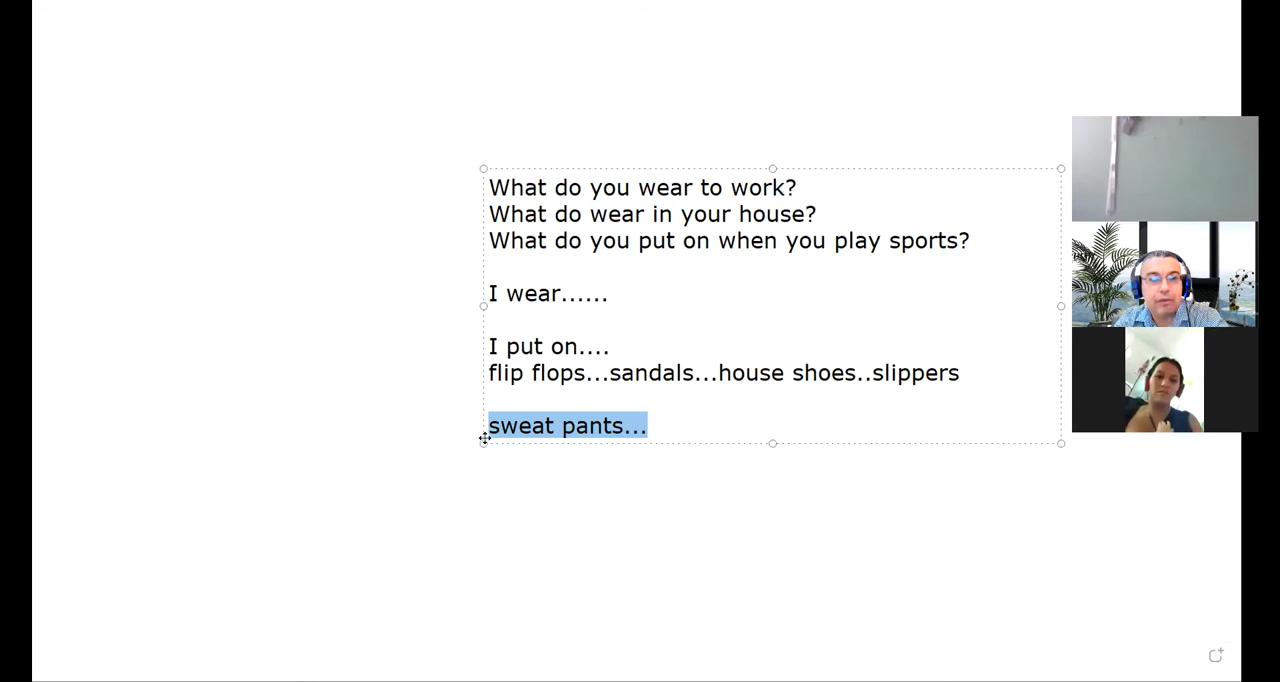 What do you wear to work?
What do wear in your house?
What do you put on when you play sports?
I wear......
I put on....
flip flops...sandals...house shoes..slippers
sweat pants...